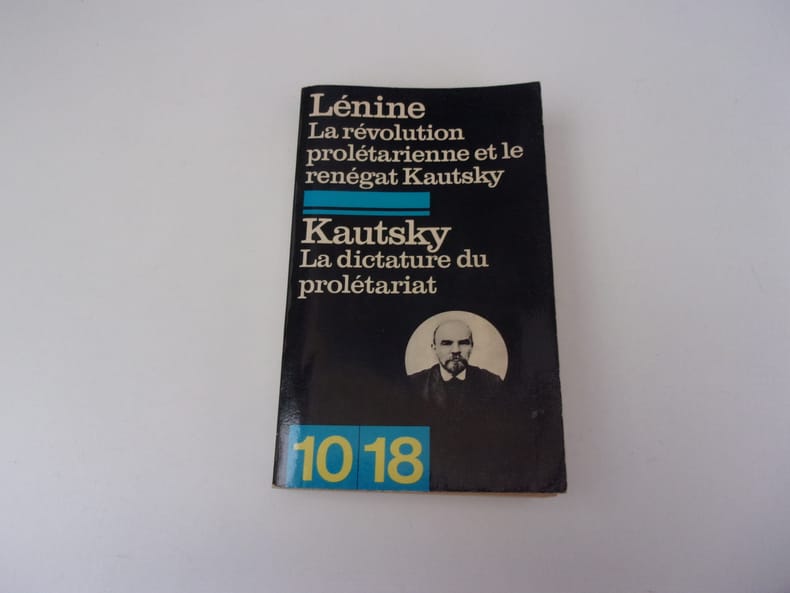 Lénine
La révolution
prolétarienne et le
renégat Kautsky
Kautsky
La dictature du
prolétariat
10 18